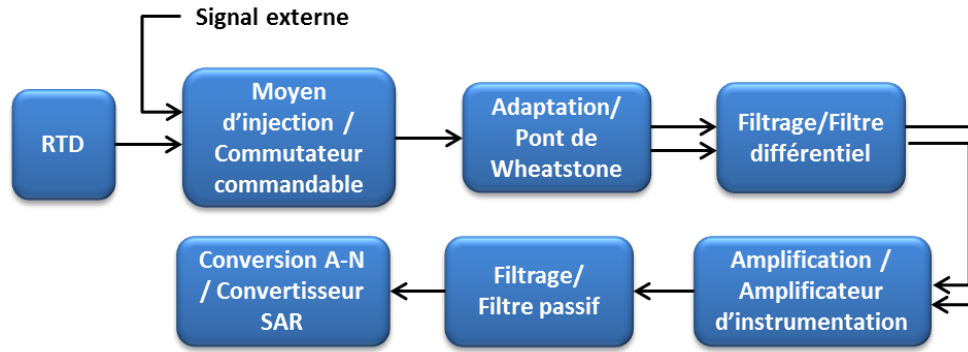 Signal externe
RTD
Moyen
d'injection /
Commutateur
commandable
Adaptation/
Pont de
Wheatstone
Filtrage/Filtre
différentiel
Conversion A-N
/ Convertisseur
SAR
Filtrage/
Filtre passif
Amplification /
Amplificateur
d'instrumentation